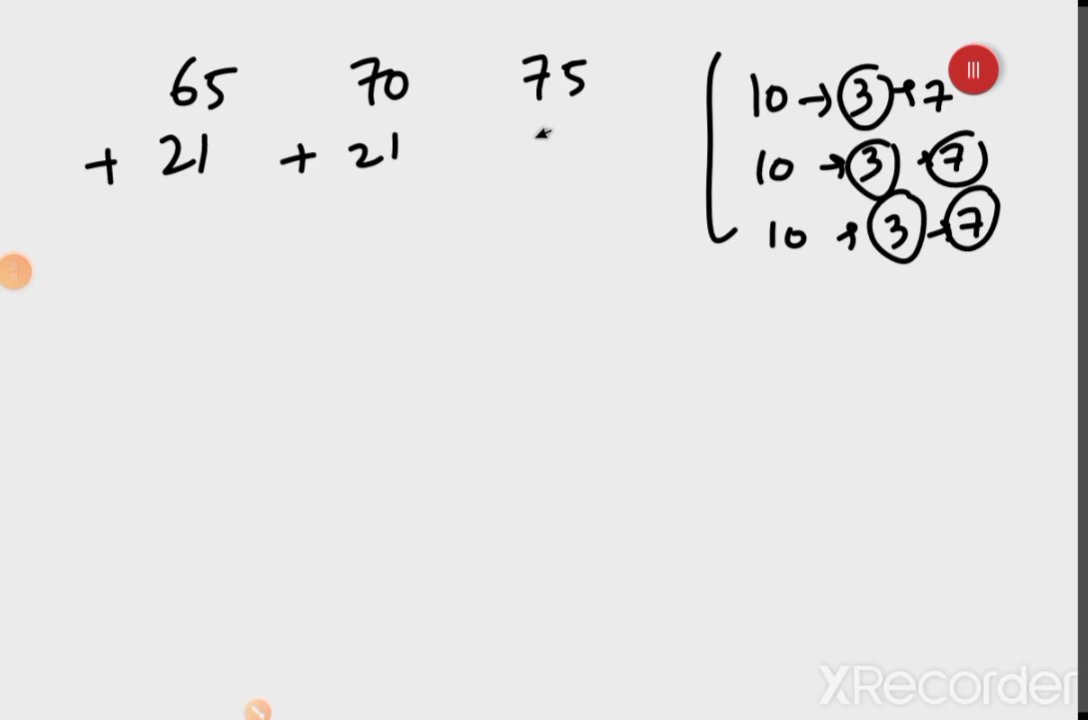 65 70 75
+ 21 + 21
10 → 3 → 7
10 → 3 → 7
10 → 3 → 7
XRecorder